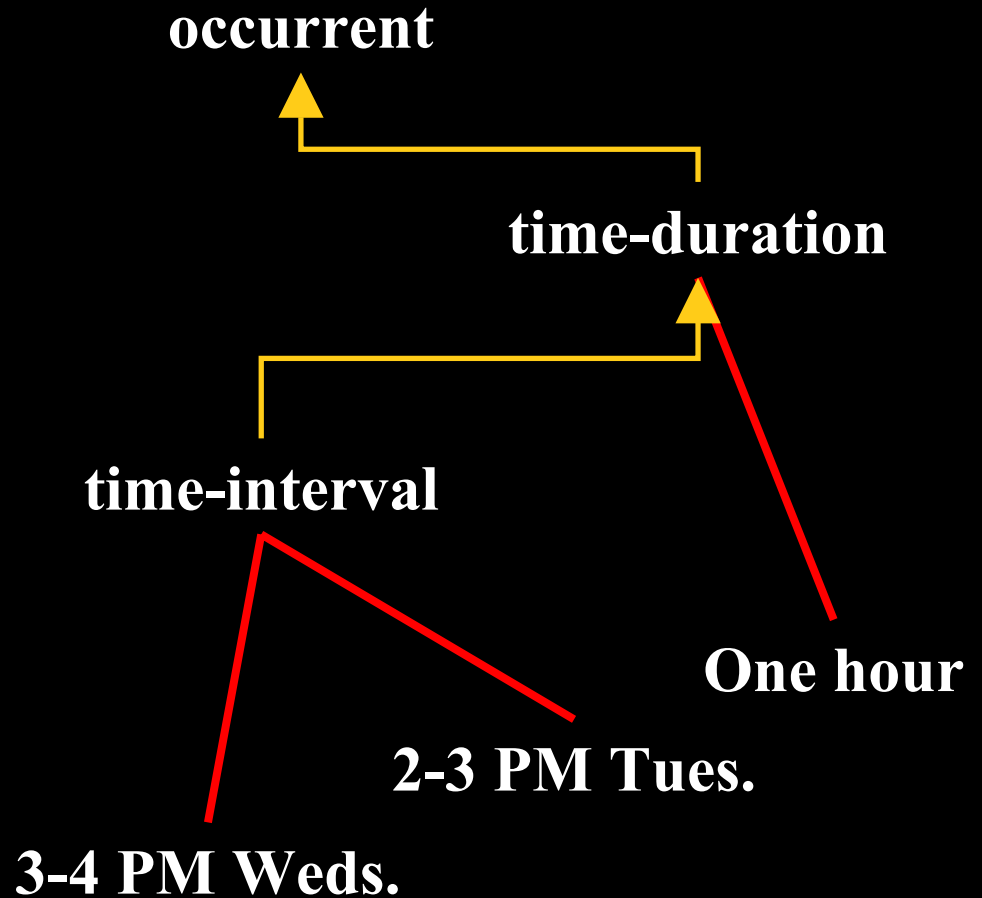 occurrent
time-duration
time-interval
One hour
2-3 PM Tues.
3-4 PM Weds.